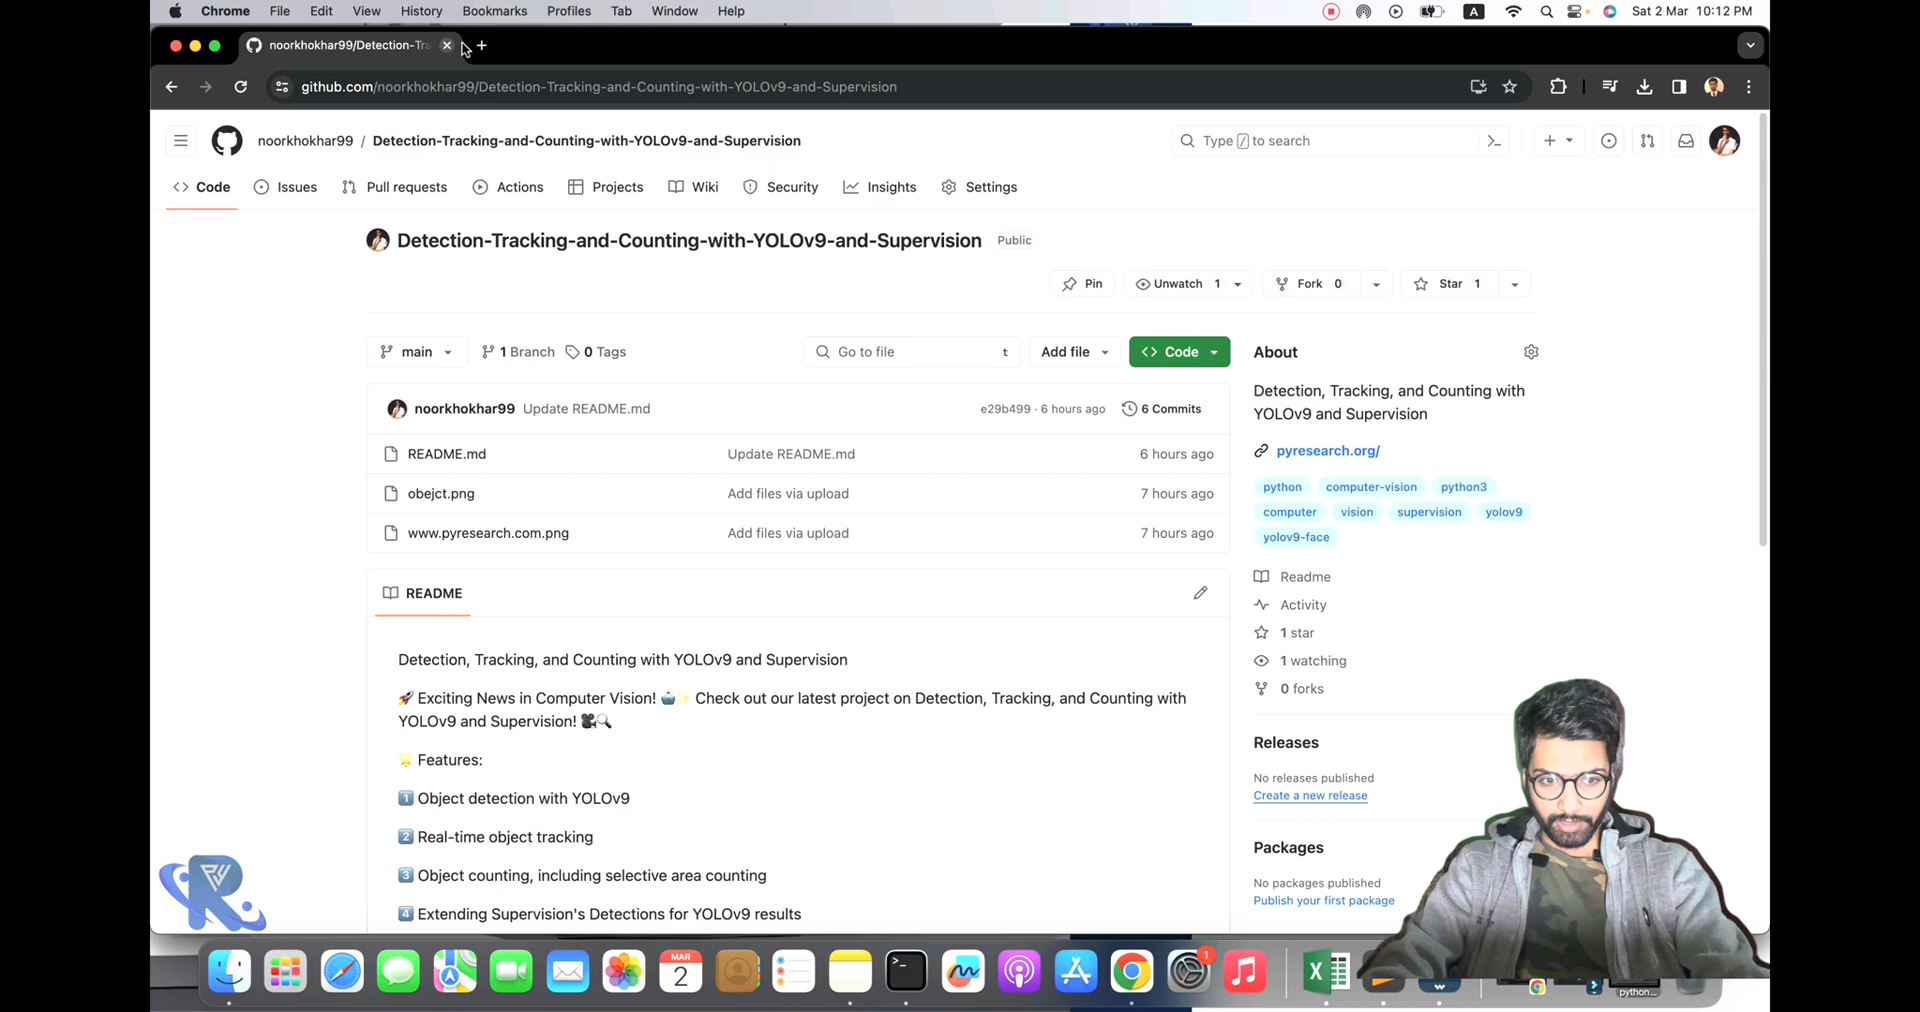 Chrome File Edit View History Bookmarks Profiles Tab Window Help A Sat 2 Mar 10:12 PM
noorkhokhar99/Detection-Tra
github.com/noorkhokhar99/Detection-Tracking-and-Counting-with-YOLOv9-and-Supervision
noorkhokhar99 / Detection-Tracking-and-Counting-with-YOLOv9-and-Supervision Type / to search
Code Issues Pull requests Actions Projects Wiki Security Insights Settings
Detection-Tracking-and-Counting-with-YOLOv9-and-Supervision Public
Pin Unwatch 1 Fork 0 Star 1
main 1 Branch 0 Tags Go to file t Add file Code
noorkhokhar99 Update README.md e29b499 · 6 hours ago 6 Commits
README.md Update README.md 6 hours ago
obejct.png Add files via upload 7 hours ago
www.pyresearch.com.png Add files via upload 7 hours ago
README
Detection, Tracking, and Counting with YOLOv9 and Supervision
🚀 Exciting News in Computer Vision! 🤖✨ Check out our latest project on Detection, Tracking, and Counting with
YOLOv9 and Supervision! 🎥🔍
🌟 Features:
1️⃣ Object detection with YOLOv9
2️⃣ Real-time object tracking
3️⃣ Object counting, including selective area counting
4️⃣ Extending Supervision's Detections for YOLOv9 results
About
Detection, Tracking, and Counting with
YOLOv9 and Supervision
pyresearch.org/
python computer-vision python3
computer vision supervision yolov9
yolov9-face
Readme
Activity
1 star
1 watching
0 forks
Releases
No releases published
Create a new release
Packages
No packages published
Publish your first package
MAR
2
1
python...